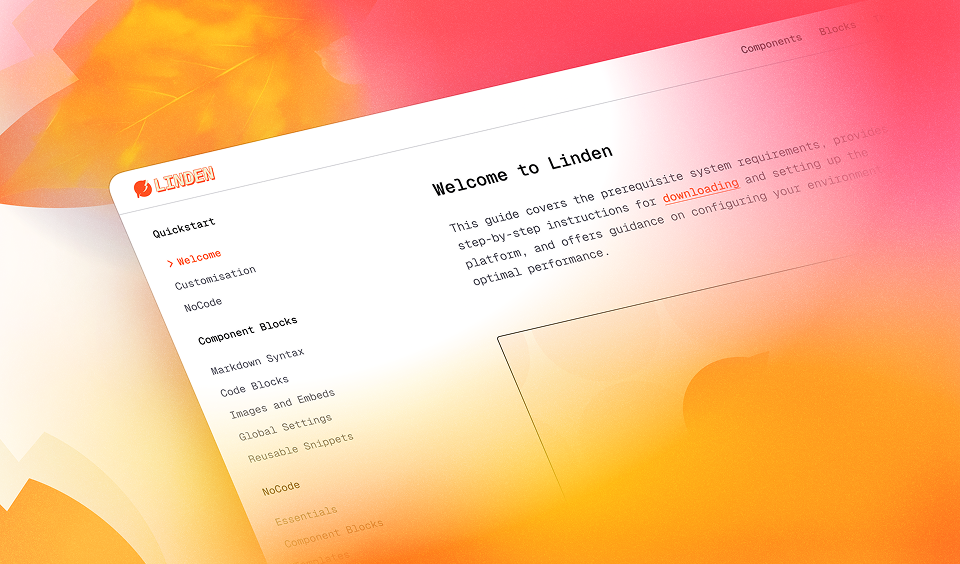 Components Blocks
LINDEN
Quickstart
Welcome
Customisation
NoCode
Component Blocks
Markdown Syntax
Code Blocks
Images and Embeds
Global Settings
Reusable Snippets
NoCode
Essentials
Component Blocks
Templates
Welcome to Linden
This guide covers the prerequisite system requirements, provides
step-by-step instructions for downloading and setting up the
platform, and offers guidance on configuring your environment
optimal performance.